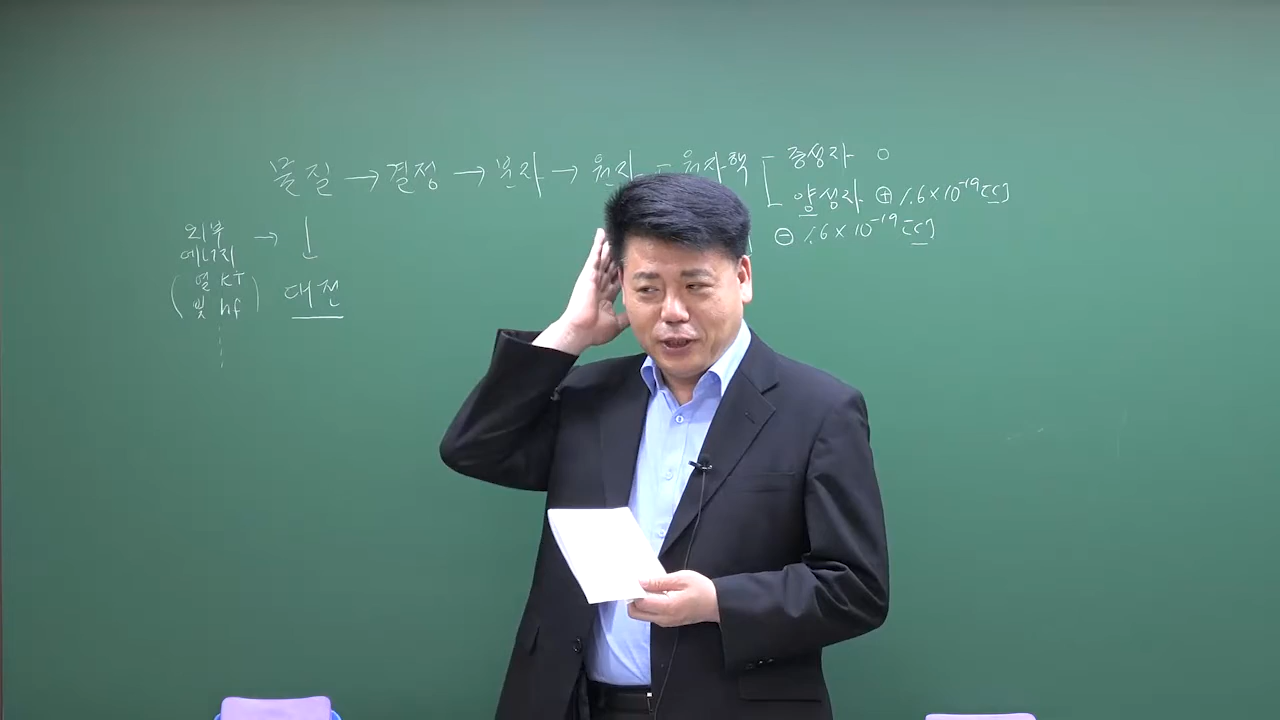 물질 → 결정 → 분자 → 원자 - 원자핵 - 중성자 0
양성자 ⊕ 1.6×10⁻¹⁹[C]
⊖ 1.6×10⁻¹⁹[C]
외부
에너지 → ↓
(열 KT
빛 hf)
대전